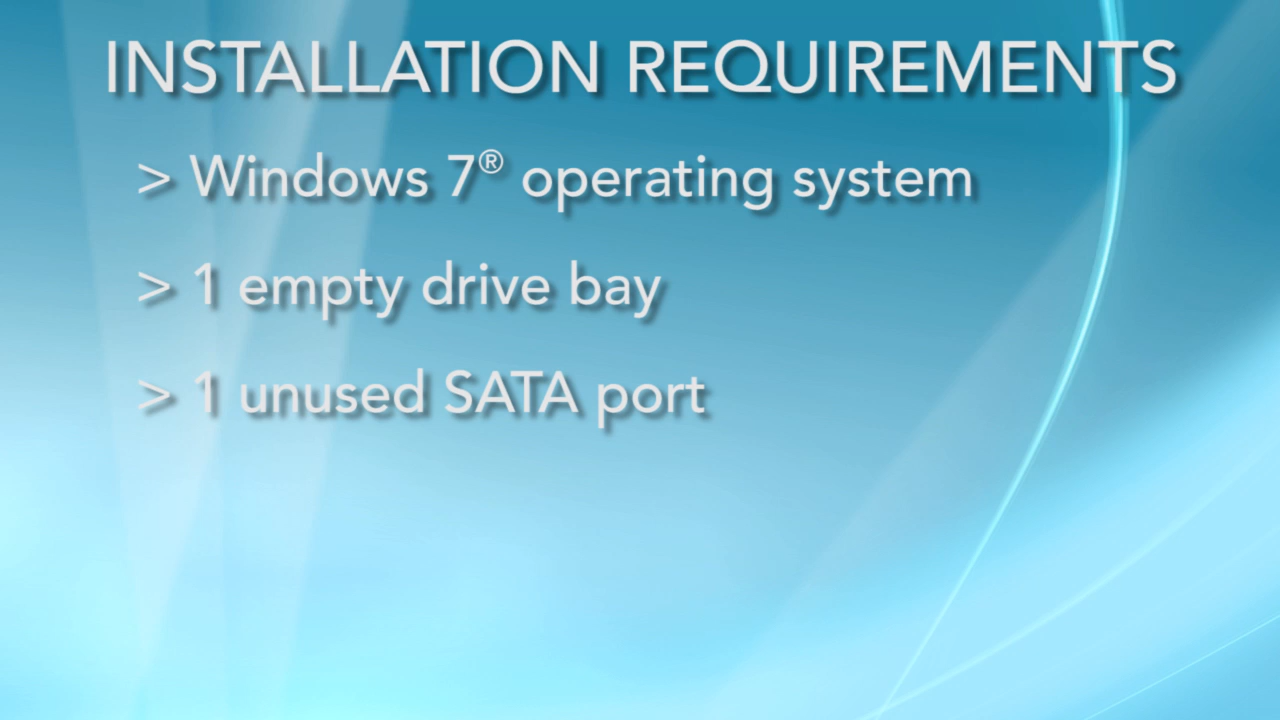 INSTALLATION REQUIREMENTS
> Windows 7® operating system
> 1 empty drive bay
> 1 unused SATA port